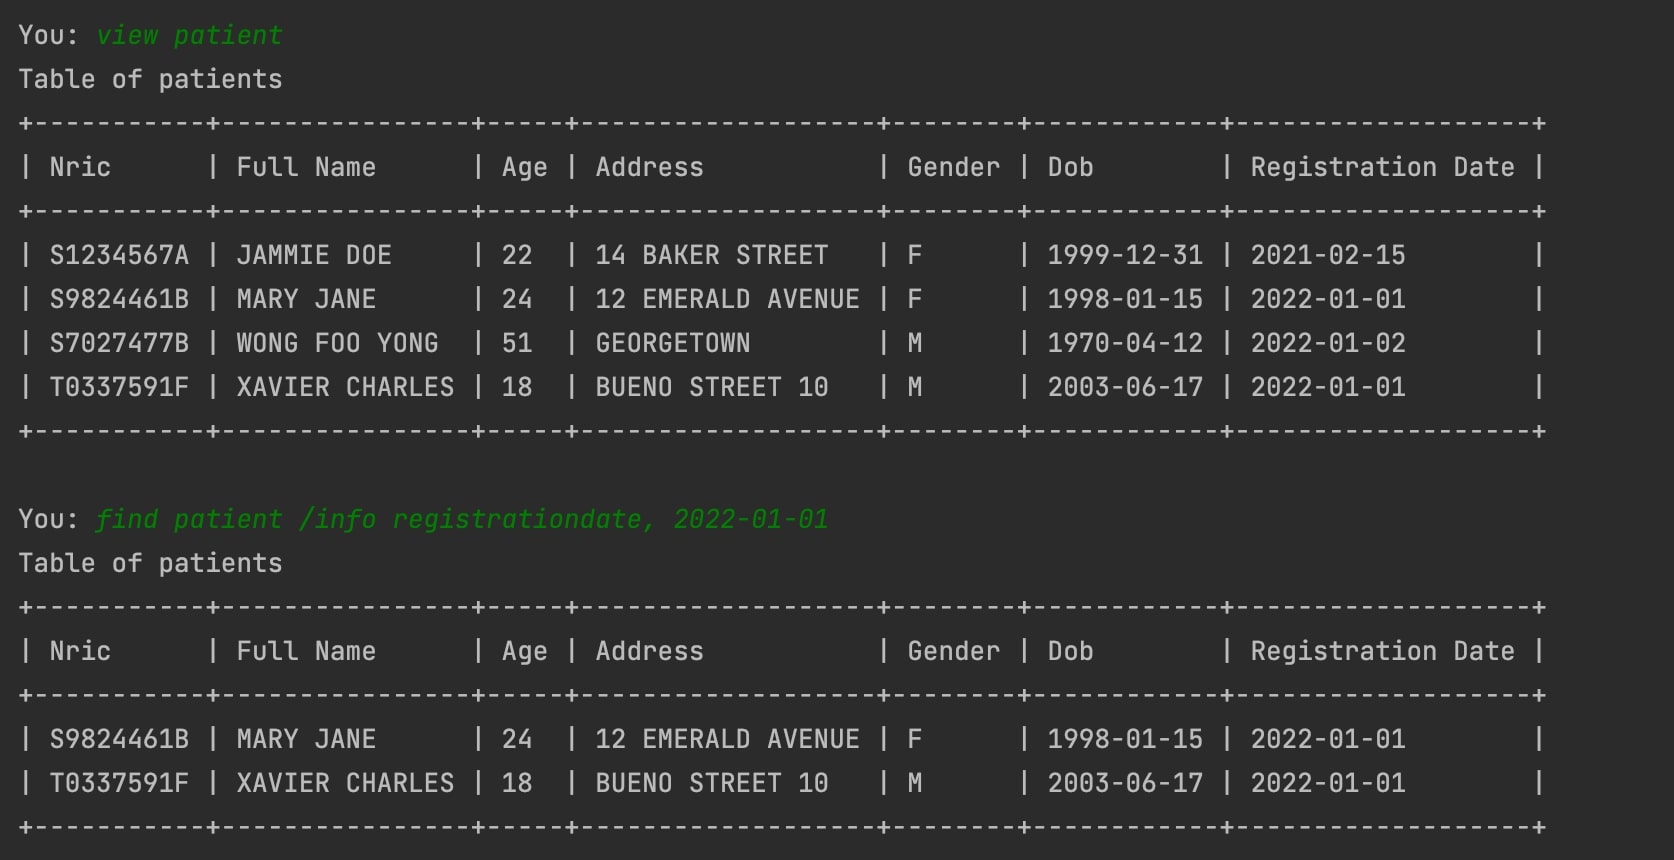 You: view patient
Table of patients
+-----------+----------------+-----+-------------------+--------+------------+-------------------+
| Nric      | Full Name      | Age | Address           | Gender | Dob        | Registration Date |
+-----------+----------------+-----+-------------------+--------+------------+-------------------+
| S1234567A | JAMMIE DOE     | 22  | 14 BAKER STREET   | F      | 1999-12-31 | 2021-02-15        |
| S9824461B | MARY JANE      | 24  | 12 EMERALD AVENUE | F      | 1998-01-15 | 2022-01-01        |
| S7027477B | WONG FOO YONG  | 51  | GEORGETOWN        | M      | 1970-04-12 | 2022-01-02        |
| T0337591F | XAVIER CHARLES | 18  | BUENO STREET 10   | M      | 2003-06-17 | 2022-01-01        |
+-----------+----------------+-----+-------------------+--------+------------+-------------------+
You: find patient /info registrationdate, 2022-01-01
Table of patients
+-----------+----------------+-----+-------------------+--------+------------+-------------------+
| Nric      | Full Name      | Age | Address           | Gender | Dob        | Registration Date |
+-----------+----------------+-----+-------------------+--------+------------+-------------------+
| S9824461B | MARY JANE      | 24  | 12 EMERALD AVENUE | F      | 1998-01-15 | 2022-01-01        |
| T0337591F | XAVIER CHARLES | 18  | BUENO STREET 10   | M      | 2003-06-17 | 2022-01-01        |
+-----------+----------------+-----+-------------------+--------+------------+-------------------+